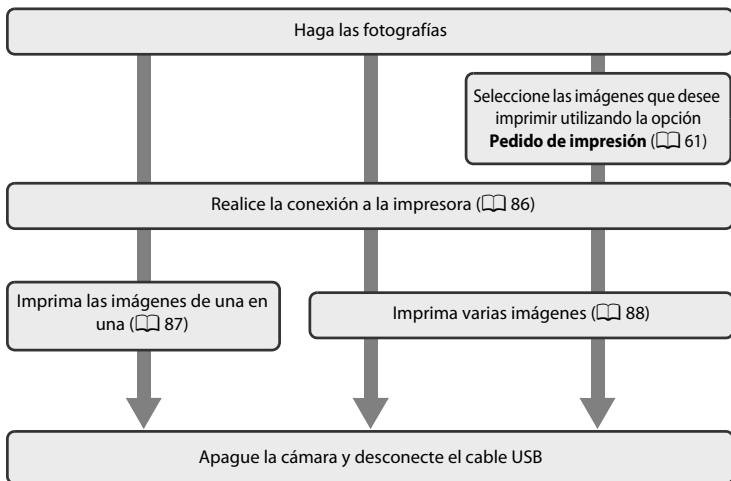 Haga las fotografías
Seleccione las imágenes que desee
imprimir utilizando la opción
Pedido de impresión (📖 61)
Realice la conexión a la impresora (📖 86)
Imprima las imágenes de una en
una (📖 87)
Imprima varias imágenes (📖 88)
Apague la cámara y desconecte el cable USB